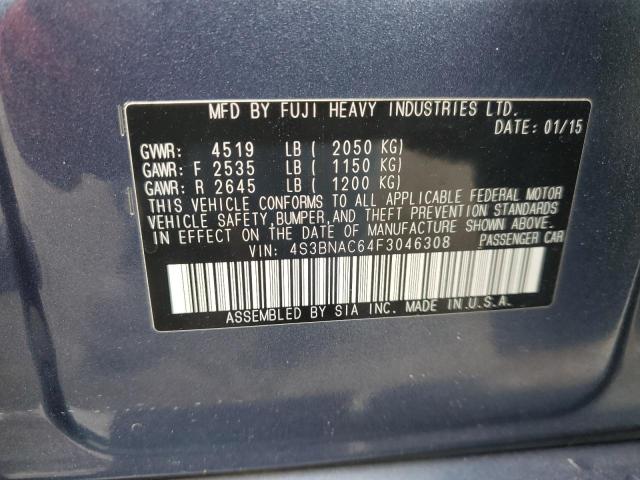 MFD BY FUJI HEAVY INDUSTRIES LTD.
DATE: 01/15
GVWR: 4519 LB ( 2050 KG)
GAWR: F 2535 LB ( 1150 KG)
GAWR: R 2645 LB ( 1200 KG)
THIS VEHICLE CONFORMS TO ALL APPLICABLE FEDERAL MOTOR
VEHICLE SAFETY, BUMPER, AND THEFT PREVENTION STANDARDS
IN EFFECT ON THE DATE OF MANUFACTURE SHOWN ABOVE.
VIN: 4S3BNAC64F3046308 PASSENGER CAR
ASSEMBLED BY SIA INC. MADE IN U.S.A.